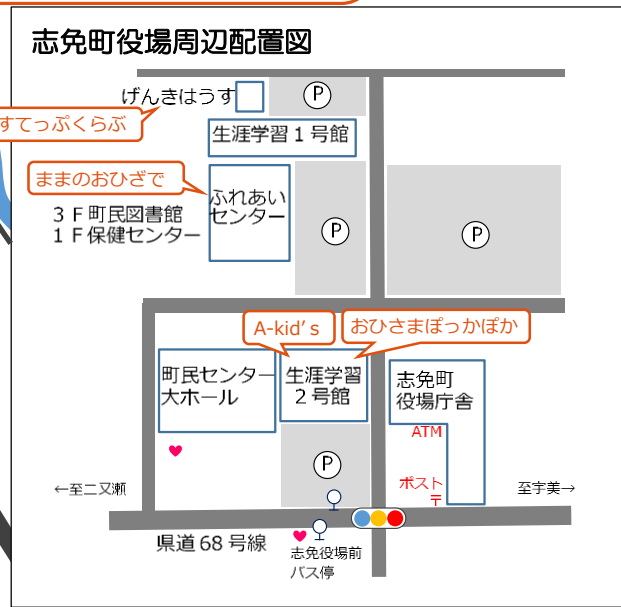 志免町役場周辺配置図
げんきはうす
P
すてっぷくらぶ
生涯学習1号館
ままのおひざで
ふれあい
センター
3F町民図書館
1F保健センター
P
P
A-kid's
おひさまぽっかぽか
町民センター
大ホール
生涯学習
2号館
志免町
役場庁舎
ATM
P
ポスト
〒
←至二又瀬
至宇美→
県道68号線
志免役場前
バス停